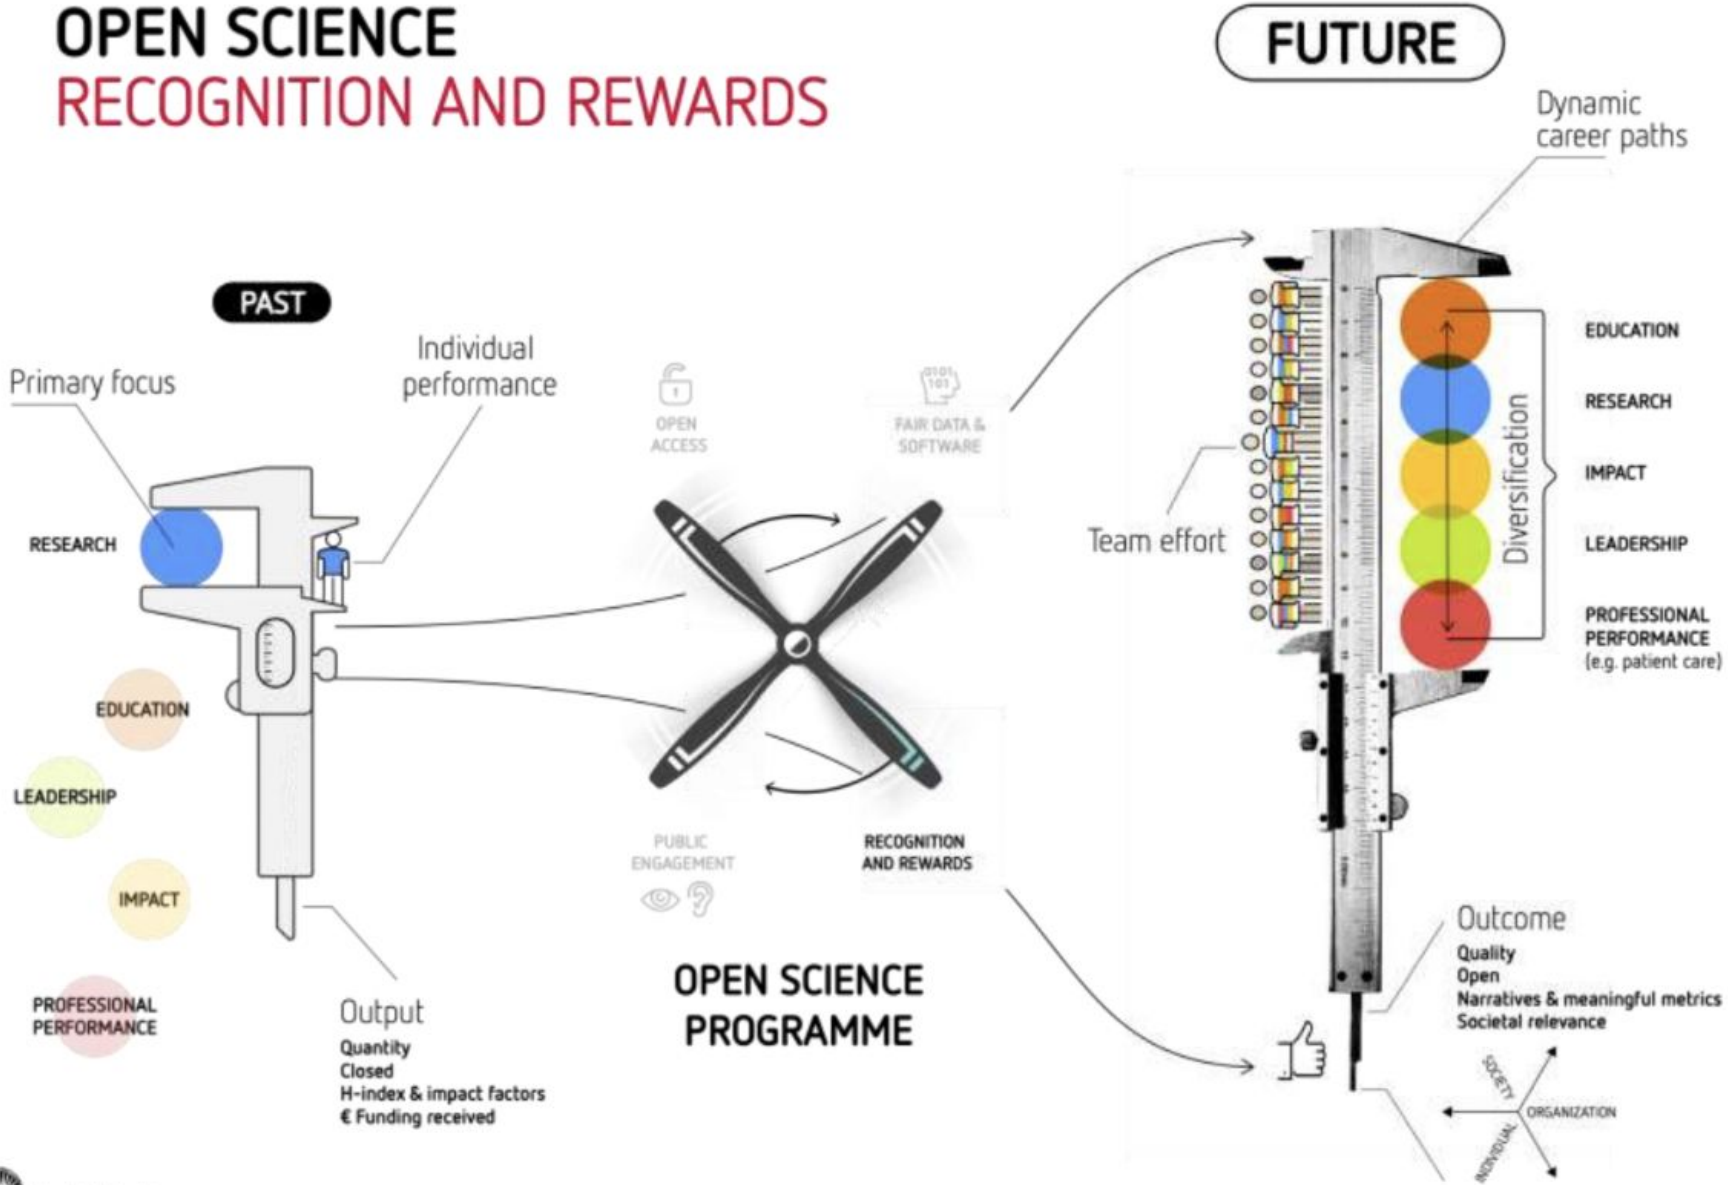 OPEN SCIENCE
RECOGNITION AND REWARDS
PAST
Primary focus
Individual
performance
RESEARCH
EDUCATION
LEADERSHIP
IMPACT
PROFESSIONAL
PERFORMANCE
Output
Quantity
Closed
H-index & impact factors
€ Funding received
OPEN
ACCESS
0101
101
FAIR DATA &
SOFTWARE
PUBLIC
ENGAGEMENT
RECOGNITION
AND REWARDS
OPEN SCIENCE
PROGRAMME
FUTURE
Dynamic
career paths
Team effort
Diversification
EDUCATION
RESEARCH
IMPACT
LEADERSHIP
PROFESSIONAL
PERFORMANCE
(e.g. patient care)
Outcome
Quality
Open
Narratives & meaningful metrics
Societal relevance
SOCIETY
ORGANIZATION
INDIVIDUAL